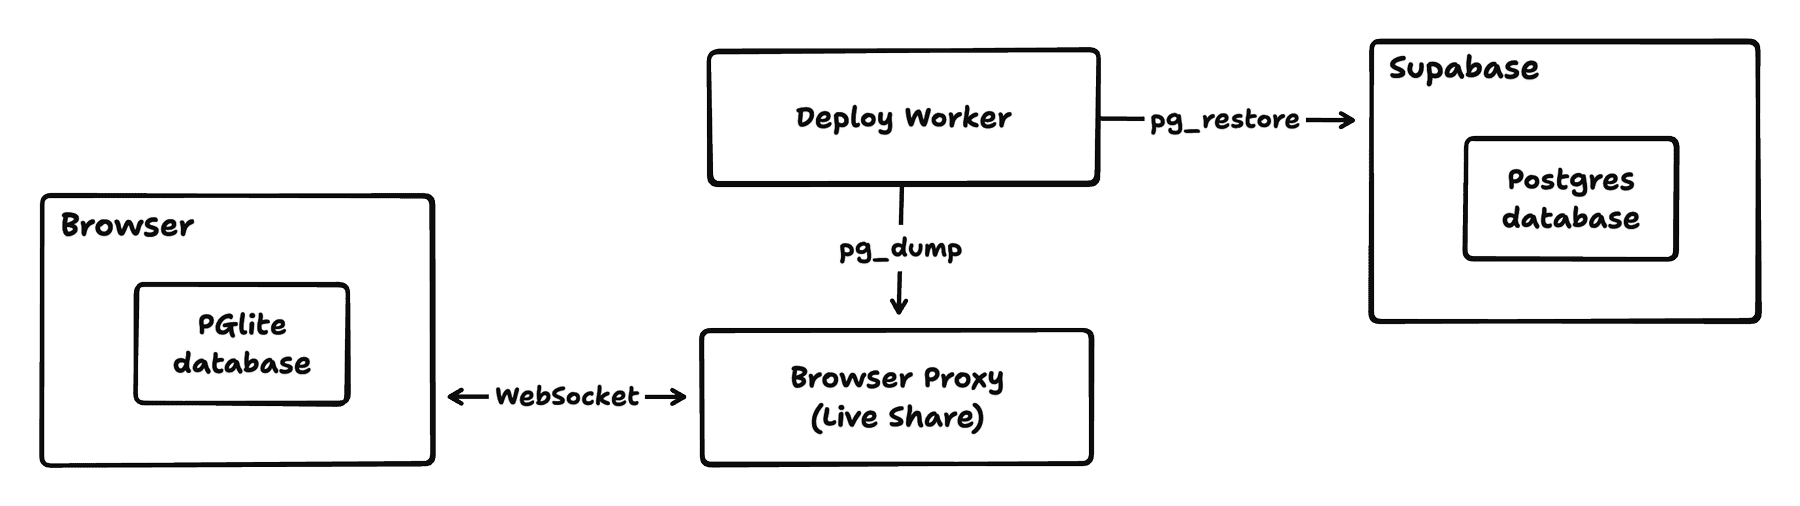 Browser
PGlite
database
WebSocket
Deploy Worker
pg_dump
Browser Proxy
(Live Share)
pg_restore
Supabase
Postgres
database